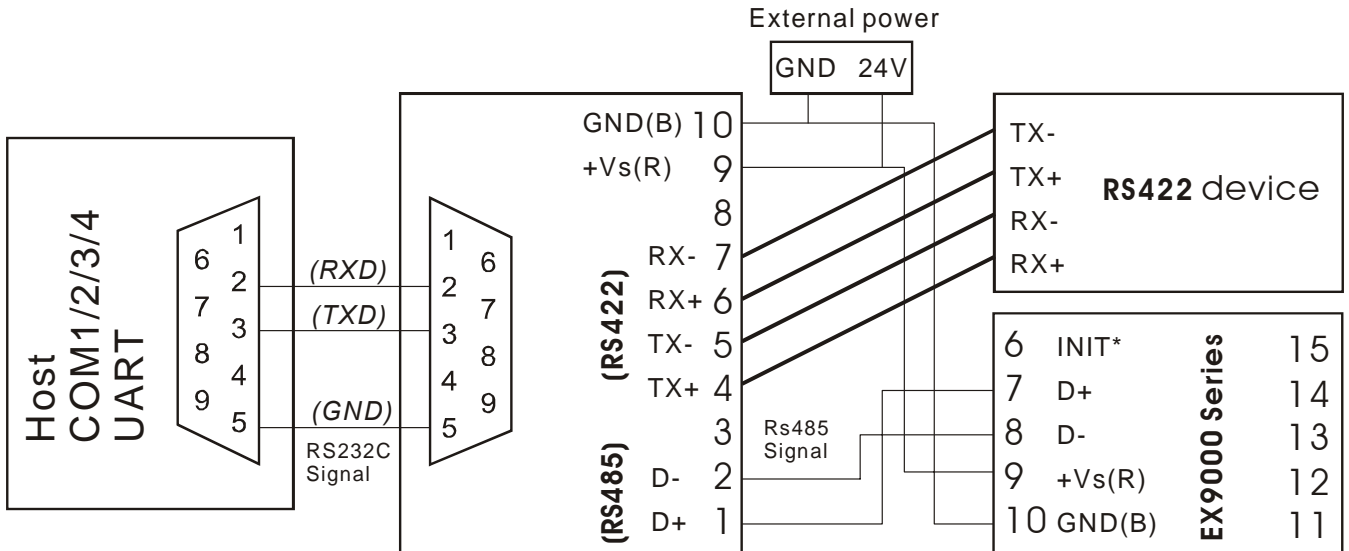 External power
GND 24V
Host
COM1/2/3/4
UART
1
2
3
4
5
6
7
8
9
(RXD)
(TXD)
(GND)
RS232C
Signal
1
2
3
4
5
6
7
8
9
GND(B) 10
+Vs(R) 9
8
RX- 7
RX+ 6
TX- 5
TX+ 4
(RS422)
3
D- 2
D+ 1
(RS485)
Rs485
Signal
TX-
TX+
RX-
RX+
RS422 device
6 INIT*
7 D+
8 D-
9 +Vs(R)
10 GND(B)
EX9000 Series
15
14
13
12
11